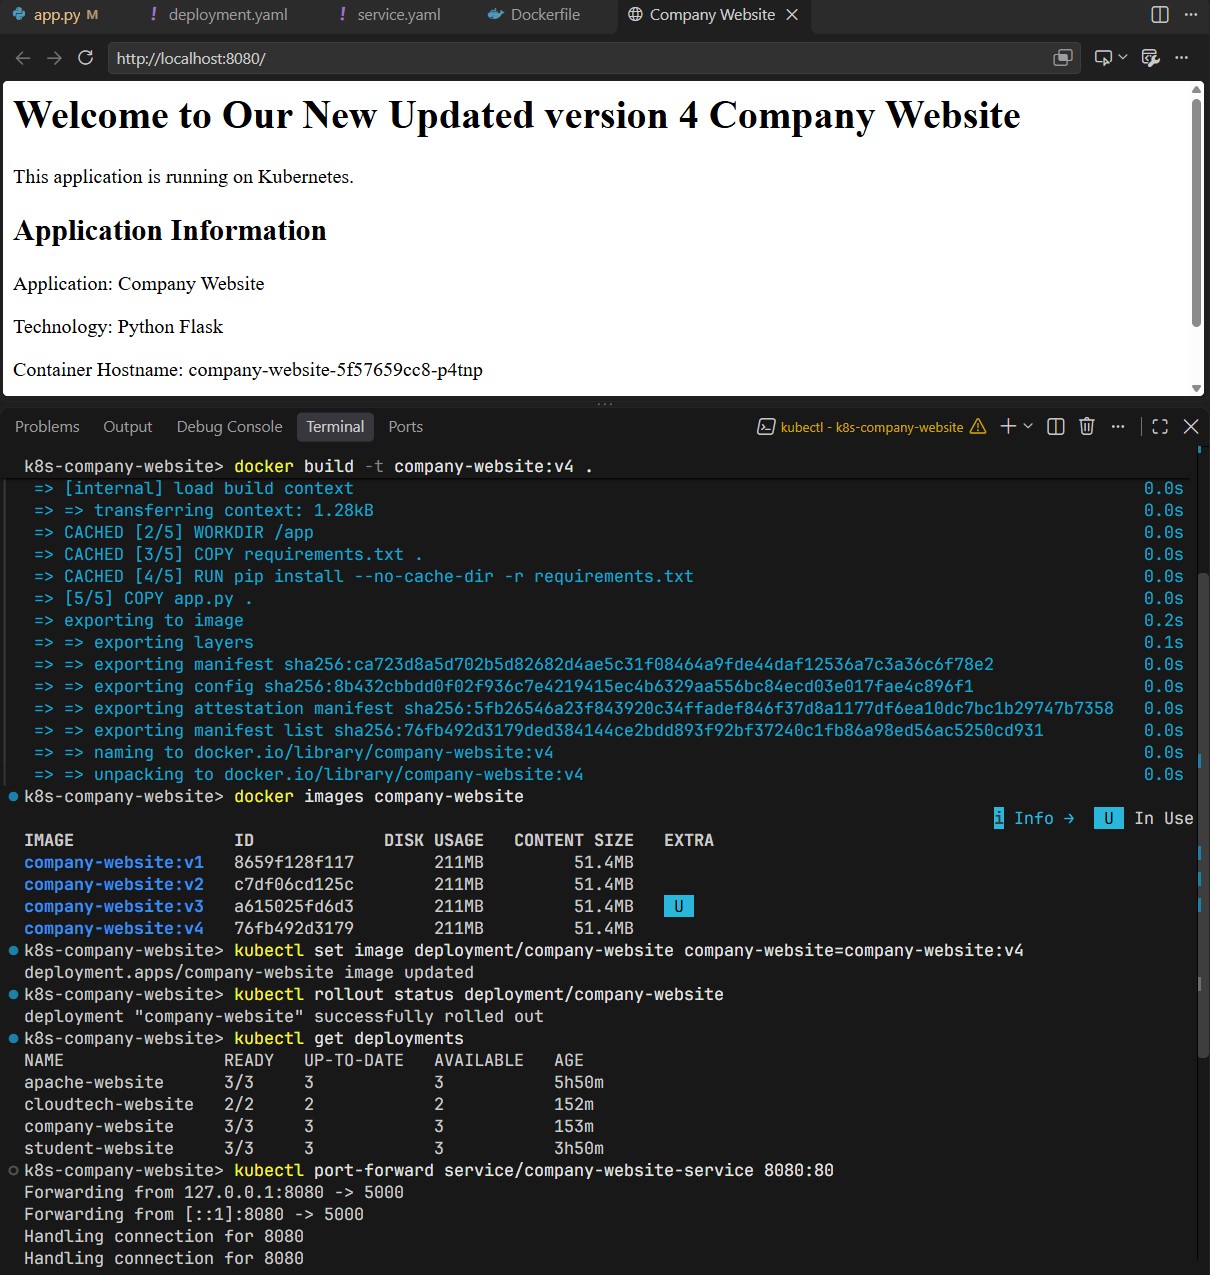 app.py M ! deployment.yaml ! service.yaml Dockerfile Company Website
http://localhost:8080/
Welcome to Our New Updated version 4 Company Website
This application is running on Kubernetes.
Application Information
Application: Company Website
Technology: Python Flask
Container Hostname: company-website-5f57659cc8-p4tnp
Problems Output Debug Console Terminal Ports kubectl - k8s-company-website
k8s-company-website> docker build -t company-website:v4 .
=> [internal] load build context 0.0s
=> => transferring context: 1.28kB 0.0s
=> CACHED [2/5] WORKDIR /app 0.0s
=> CACHED [3/5] COPY requirements.txt . 0.0s
=> CACHED [4/5] RUN pip install --no-cache-dir -r requirements.txt 0.0s
=> [5/5] COPY app.py . 0.0s
=> exporting to image 0.2s
=> => exporting layers 0.1s
=> => exporting manifest sha256:ca723d8a5d702b5d82682d4ae5c31f08464a9fde44daf12536a7c3a36c6f78e2 0.0s
=> => exporting config sha256:8b432cbbdd0f02f936c7e4219415ec4b6329aa556bc84ecd03e017fae4c896f1 0.0s
=> => exporting attestation manifest sha256:5fb26546a23f843920c34ffadef846f37d8a1177df6ea10dc7bc1b29747b7358 0.0s
=> => exporting manifest list sha256:76fb492d3179ded384144ce2bdd893f92bf37240c1fb86a98ed56ac5250cd931 0.0s
=> => naming to docker.io/library/company-website:v4 0.0s
=> => unpacking to docker.io/library/company-website:v4 0.0s
k8s-company-website> docker images company-website
i Info → U In Use
IMAGE ID DISK USAGE CONTENT SIZE EXTRA
company-website:v1 8659f128f117 211MB 51.4MB
company-website:v2 c7df06cd125c 211MB 51.4MB
company-website:v3 a615025fd6d3 211MB 51.4MB U
company-website:v4 76fb492d3179 211MB 51.4MB
k8s-company-website> kubectl set image deployment/company-website company-website=company-website:v4
deployment.apps/company-website image updated
k8s-company-website> kubectl rollout status deployment/company-website
deployment "company-website" successfully rolled out
k8s-company-website> kubectl get deployments
NAME READY UP-TO-DATE AVAILABLE AGE
apache-website 3/3 3 3 5h50m
cloudtech-website 2/2 2 2 152m
company-website 3/3 3 3 153m
student-website 3/3 3 3 3h50m
k8s-company-website> kubectl port-forward service/company-website-service 8080:80
Forwarding from 127.0.0.1:8080 -> 5000
Forwarding from [::1]:8080 -> 5000
Handling connection for 8080
Handling connection for 8080